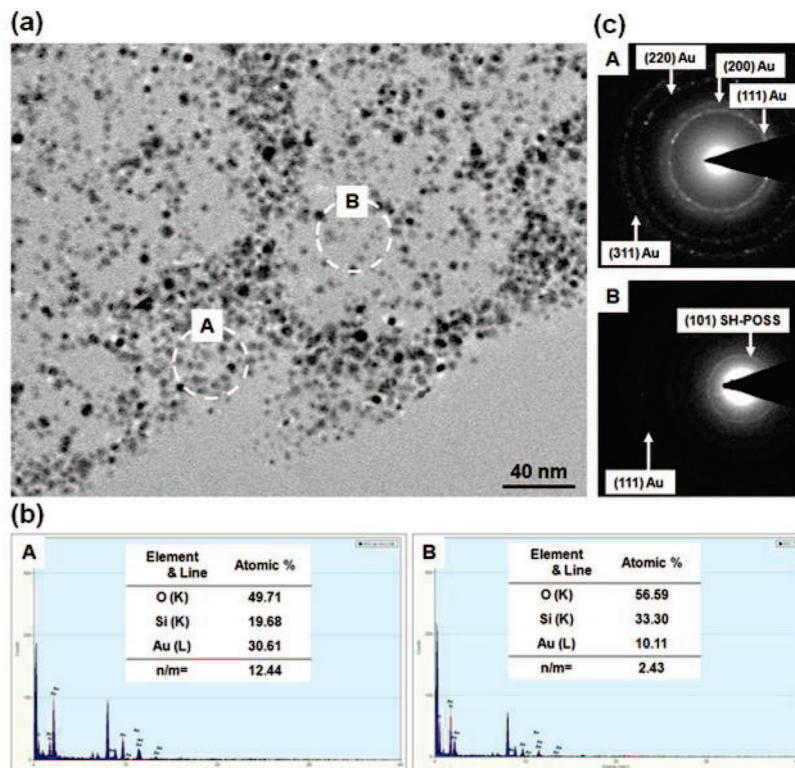 (a)
B
A
40 nm
(c)
A
(220) Au
(200) Au
(111) Au
(311) Au
B
(101) SH-POSS
(111) Au
(b)
A
Element
& Line
Atomic %
O (K)
49.71
Si (K)
19.68
Au (L)
30.61
n/m=
12.44
B
Element
& Line
Atomic %
O (K)
56.59
Si (K)
33.30
Au (L)
10.11
n/m=
2.43